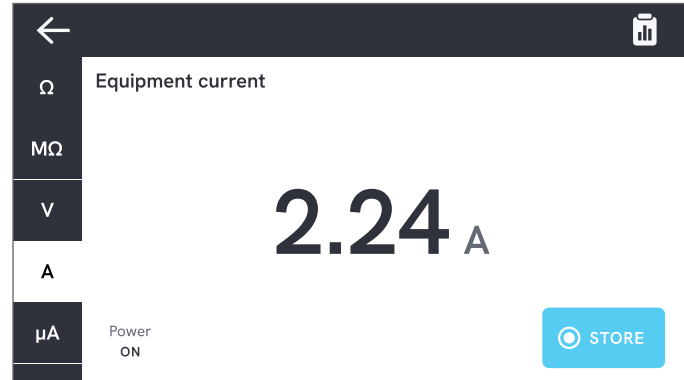 Ω
MΩ
V
A
µA
Equipment current
2.24 A
Power
ON
STORE